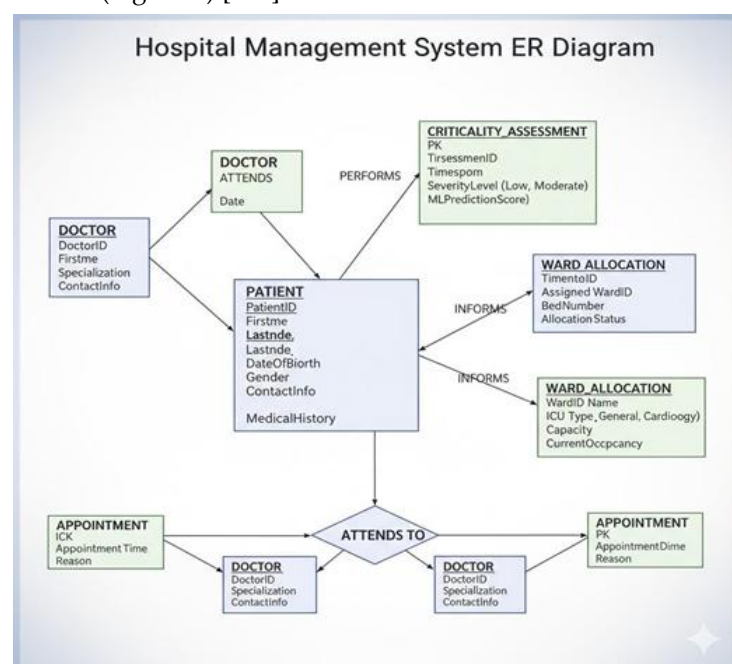 Hospital Management System ER Diagram
CRITICALITY_ASSESSMENT
PK
TirsessmenID
Timespom
SeverityLevel (Low, Moderate)
MLPredictionScore)
PERFORMS
DOCTOR
ATTENDS
Date
DOCTOR
DoctorID
Firstme
Specialization
ContactInfo
PATIENT
PatientID
Firstme
Lastnde,
Lastnde.
DateOfBiorth
Gender
ContactInfo
MedicalHistory
INFORMS
WARD ALLOCATION
TimentoID
Assigned WardID
BedNumber
Allocation Status
INFORMS
WARD_ALLOCATION
WardID Name
ICU Type, General, Cardioogy)
Capacity
CurrentOccpcancy
APPOINTMENT
ICK
Appointment Time
Reason
ATTENDS TO
APPOINTMENT
PK
AppointmentDime
Reason
DOCTOR
DoctorID
Specialization
ContactInfo
DOCTOR
DoctorID
Specialization
ContactInfo